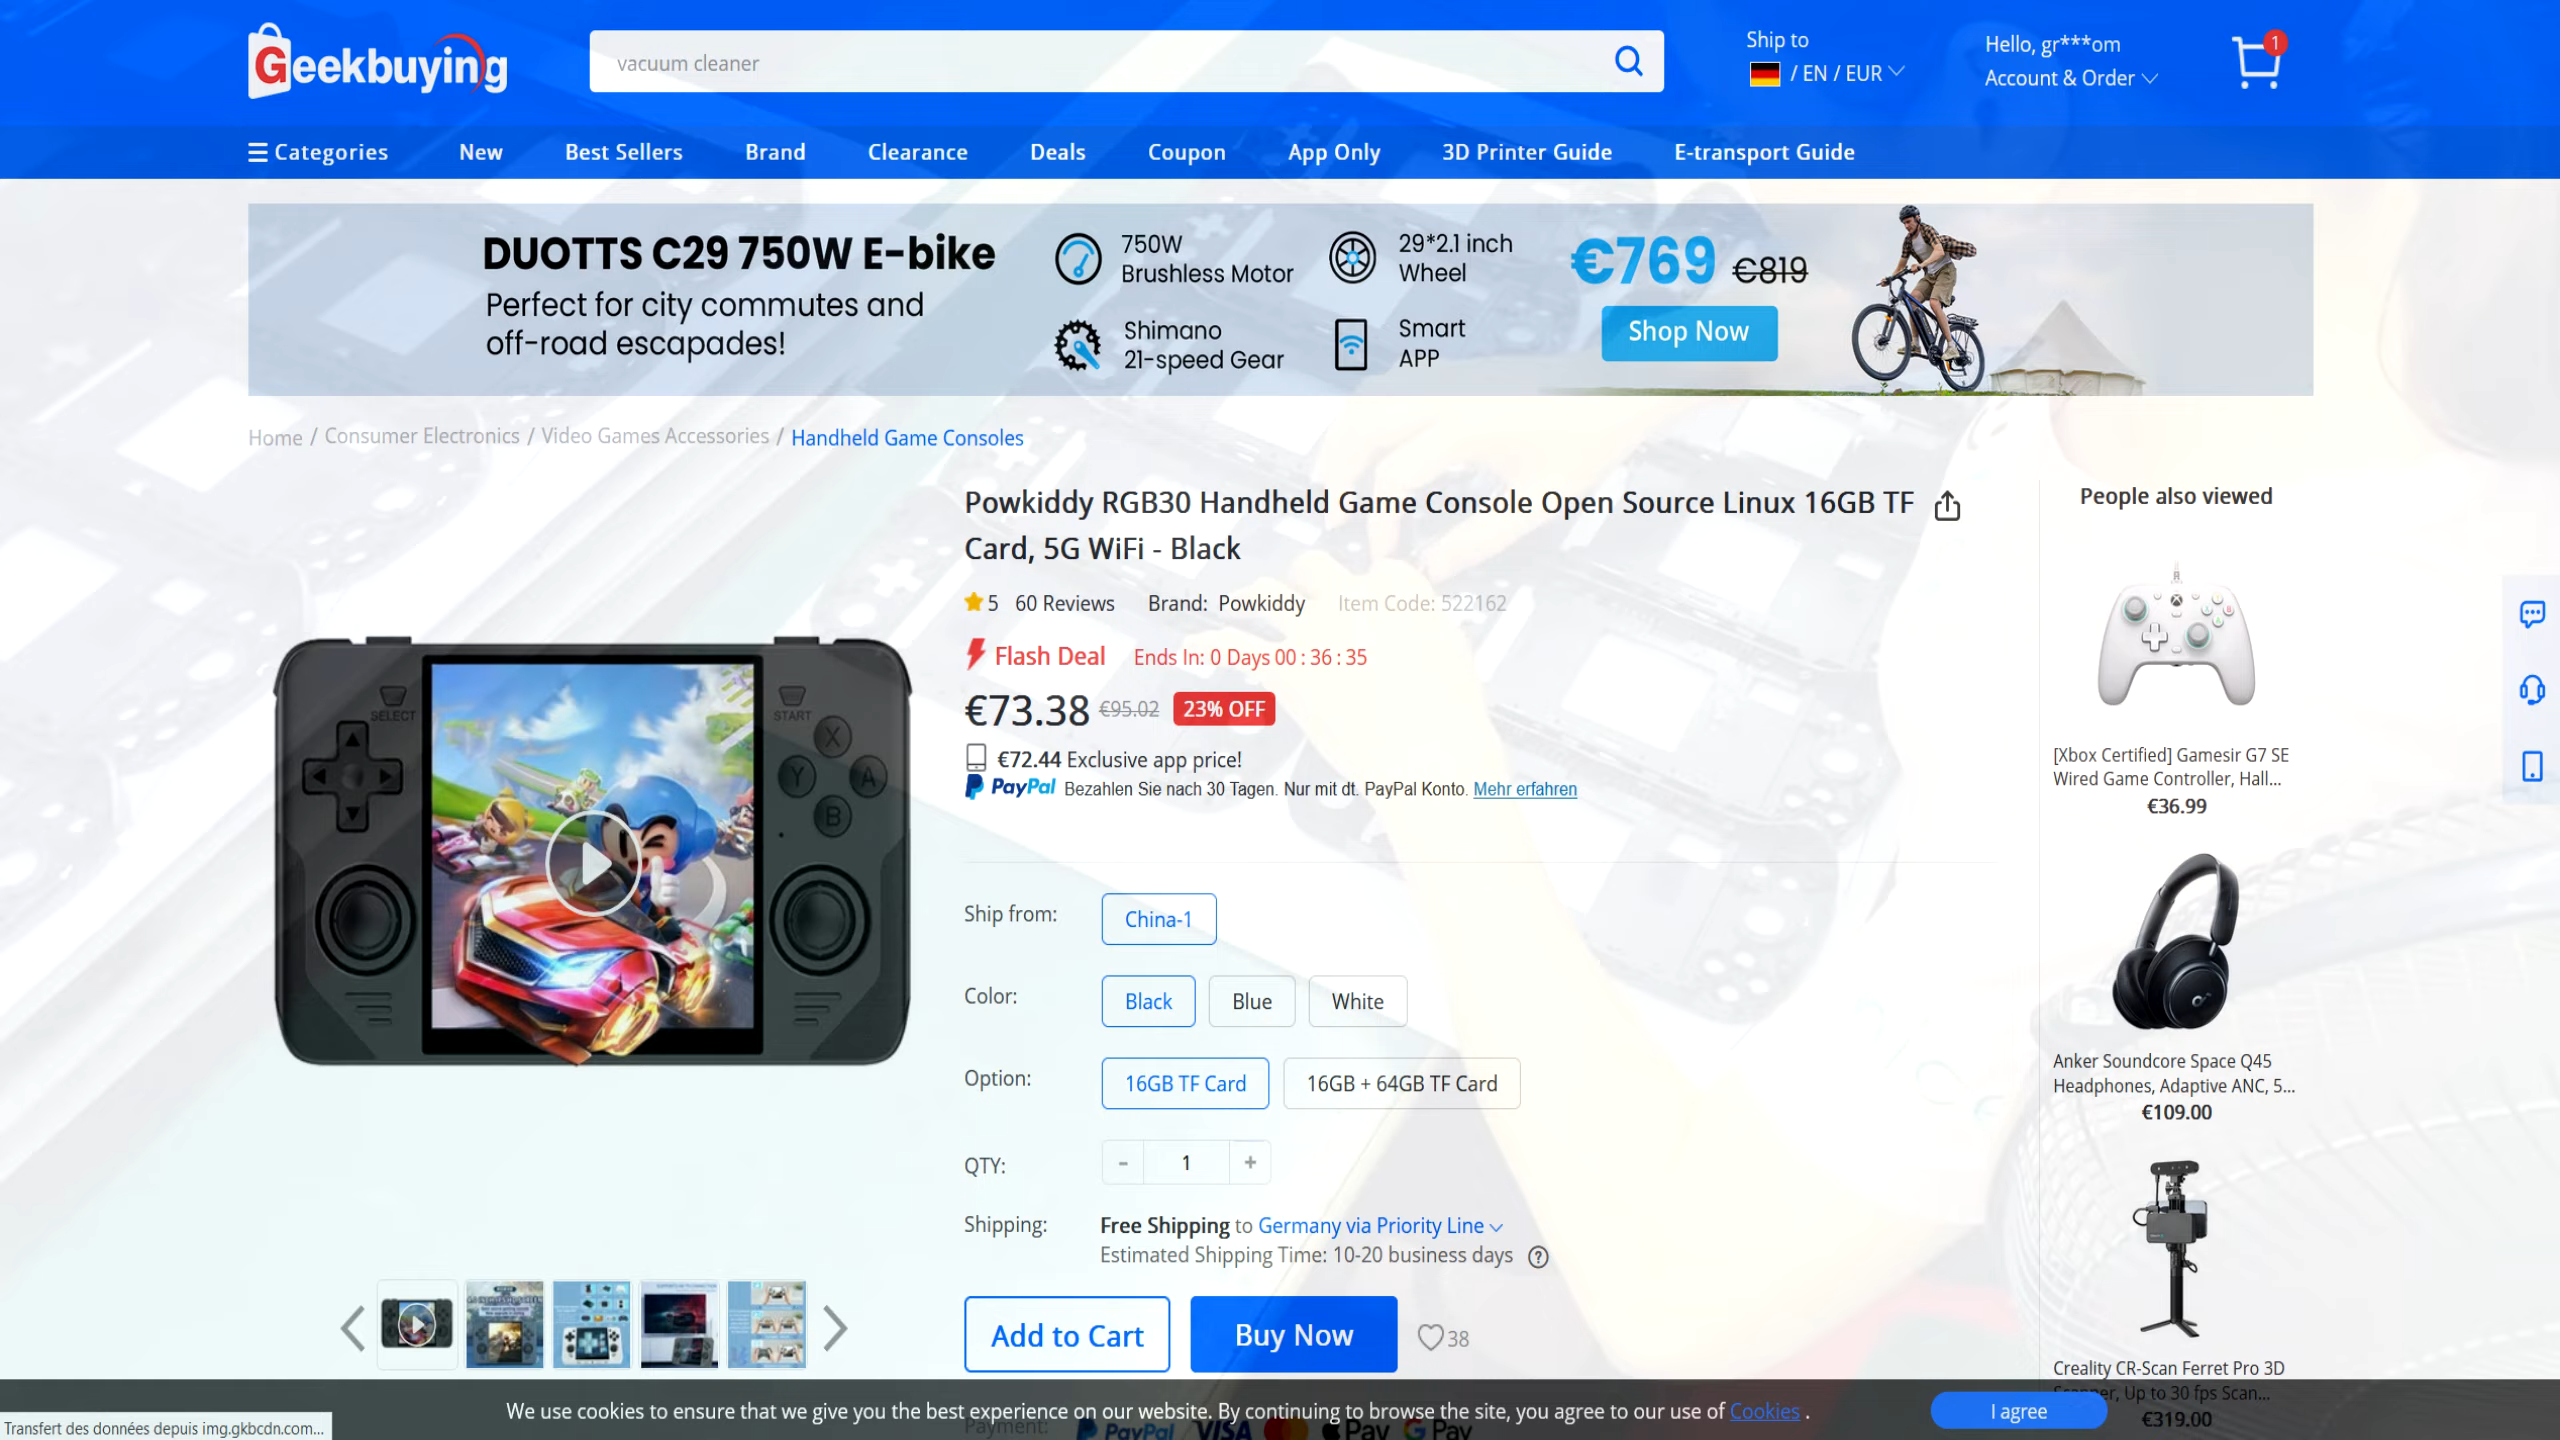 Geekbuying
vacuum cleaner
Ship to
/ EN / EUR
Hello, gr***om
Account & Order
1
Categories
New
Best Sellers
Brand
Clearance
Deals
Coupon
App Only
3D Printer Guide
E-transport Guide
DUOTTS C29 750W E-bike
Perfect for city commutes and
off-road escapades!
750W
Brushless Motor
29*2.1 inch
Wheel
Shimano
21-speed Gear
Smart
APP
€769 €819
Shop Now
Home / Consumer Electronics / Video Games Accessories / Handheld Game Consoles
Powkiddy RGB30 Handheld Game Console Open Source Linux 16GB TF
Card, 5G WiFi - Black
5 60 Reviews Brand: Powkiddy Item Code: 522162
Flash Deal Ends In: 0 Days 00 : 36 : 35
€73.38 €95.02 23% OFF
€72.44 Exclusive app price!
PayPal Bezahlen Sie nach 30 Tagen. Nur mit dt. PayPal Konto. Mehr erfahren
SELECT
START
X
Y
A
B
Ship from: China-1
Color: Black Blue White
Option: 16GB TF Card 16GB + 64GB TF Card
QTY: - 1 +
Shipping: Free Shipping to Germany via Priority Line
Estimated Shipping Time: 10-20 business days ?
Add to Cart
Buy Now
38
Payment: PayPal VISA Pay G Pay
People also viewed
[Xbox Certified] Gamesir G7 SE
Wired Game Controller, Hall...
€36.99
Anker Soundcore Space Q45
Headphones, Adaptive ANC, 5...
€109.00
Creality CR-Scan Ferret Pro 3D
Scanner, Up to 30 fps Scan...
€319.00
We use cookies to ensure that we give you the best experience on our website. By continuing to browse the site, you agree to our use of Cookies .
I agree
Transfert des données depuis img.gkbcdn.com...